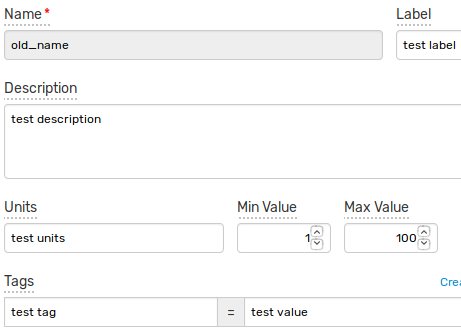 Name * Label
old_name test label
Description
test description
Units Min Value Max Value
test units 1 100
Tags Crea
test tag = test value